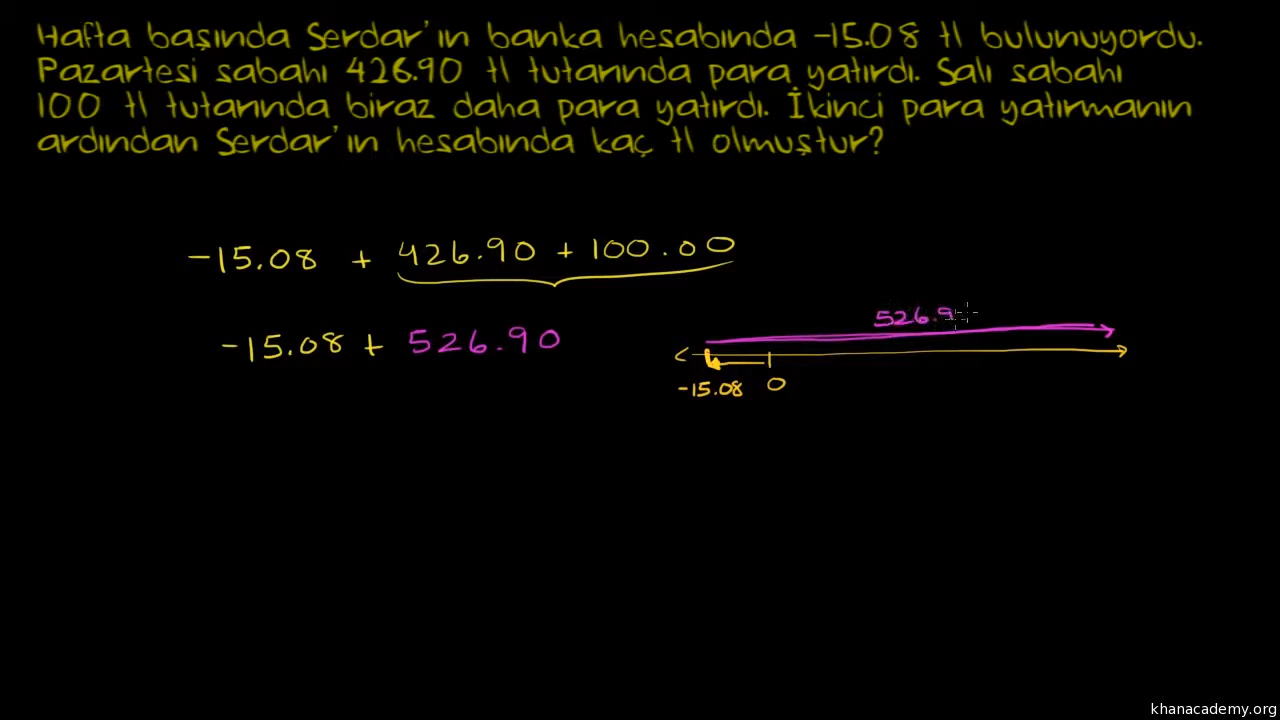 Hafta başında Serdar'ın banka hesabında -15.08 tl bulunuyordu.
Pazartesi sabahı 426.90 tl tutarında para yatırdı. Salı sabahı
100 tl tutarında biraz daha para yatırdı. İkinci para yatırmanın
ardından Serdar'ın hesabında kaç tl olmuştur?
-15.08 + 426.90 + 100.00
-15.08 + 526.90
526.9
-15.08 0
khanacademy.org